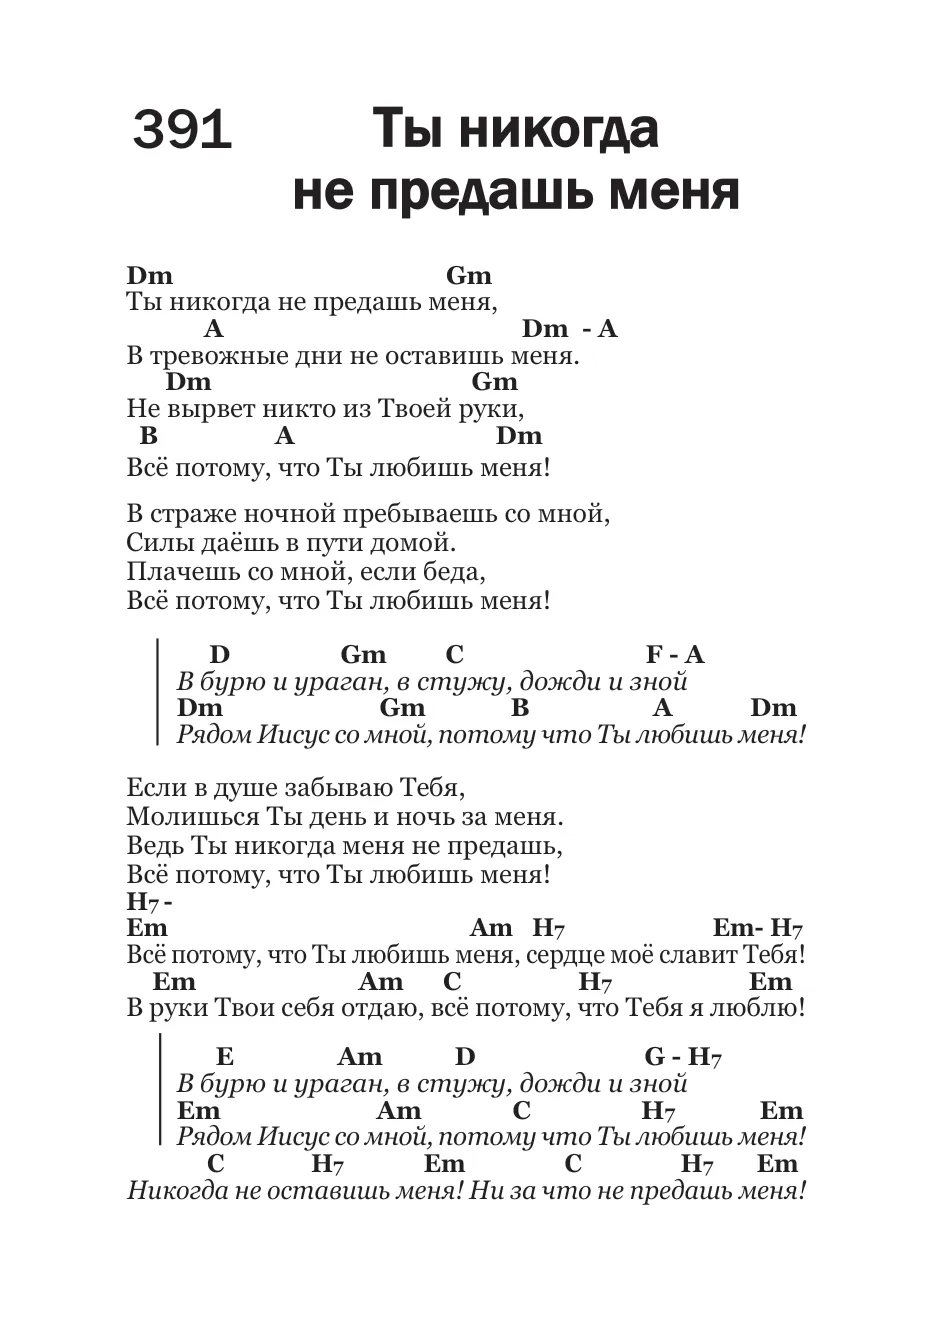 391
Ты никогда
не предашь меня
Dm Gm
Ты никогда не предашь меня,
A Dm - A
В тревожные дни не оставишь меня.
Dm Gm
Не вырвет никто из Твоей руки,
B A Dm
Всё потому, что Ты любишь меня!
В страже ночной пребываешь со мной,
Силы даёшь в пути домой.
Плачешь со мной, если беда,
Всё потому, что Ты любишь меня!
D Gm C F - A
В бурю и ураган, в стужу, дожди и зной
Dm Gm B A Dm
Рядом Иисус со мной, потому что Ты любишь меня!
Если в душе забываю Тебя,
Молишься Ты день и ночь за меня.
Ведь Ты никогда меня не предашь,
Всё потому, что Ты любишь меня!
H7 -
Em Am H7 Em- H7
Всё потому, что Ты любишь меня, сердце моё славит Тебя!
Em Am C H7 Em
В руки Твои себя отдаю, всё потому, что Тебя я люблю!
E Am D G - H7
В бурю и ураган, в стужу, дожди и зной
Em Am C H7 Em
Рядом Иисус со мной, потому что Ты любишь меня!
C H7 Em C H7 Em
Никогда не оставишь меня! Ни за что не предашь меня!